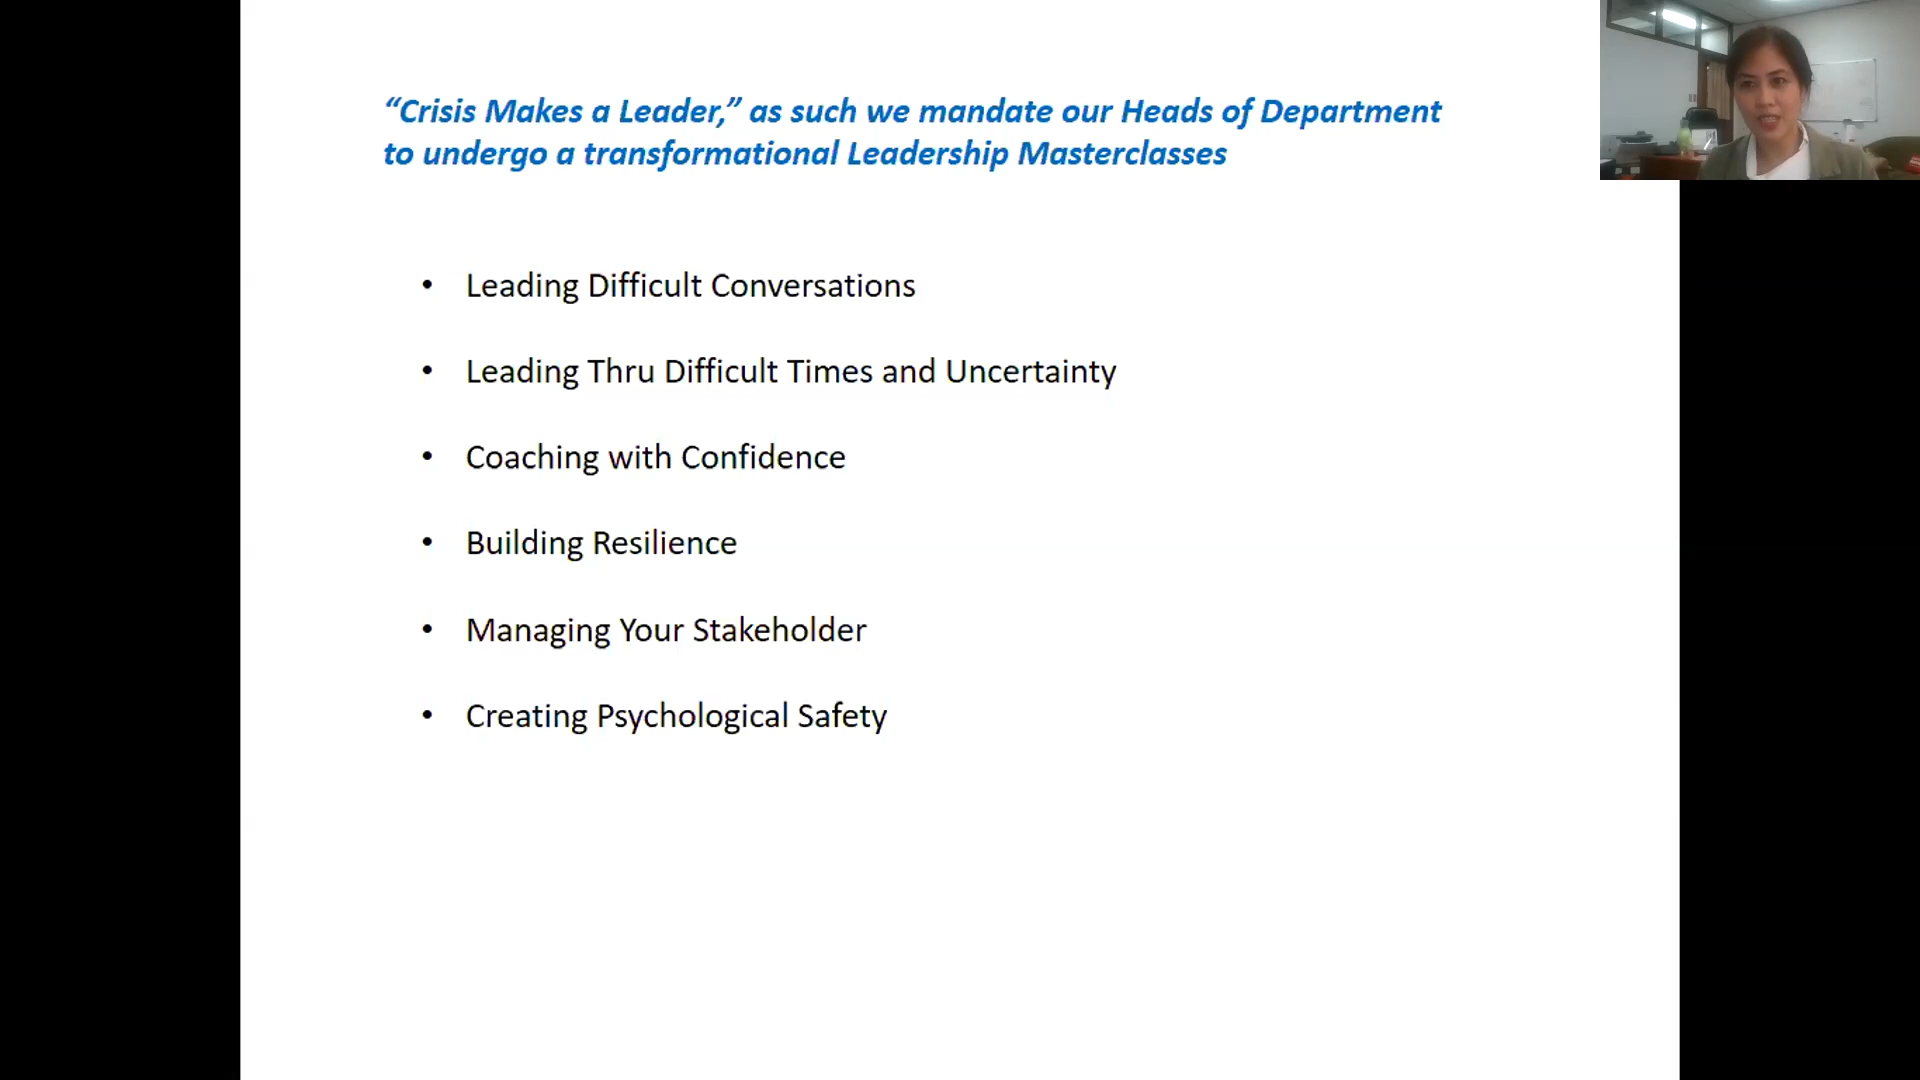 “Crisis Makes a Leader,” as such we mandate our Heads of Department
to undergo a transformational Leadership Masterclasses
• Leading Difficult Conversations
• Leading Thru Difficult Times and Uncertainty
• Coaching with Confidence
• Building Resilience
• Managing Your Stakeholder
• Creating Psychological Safety